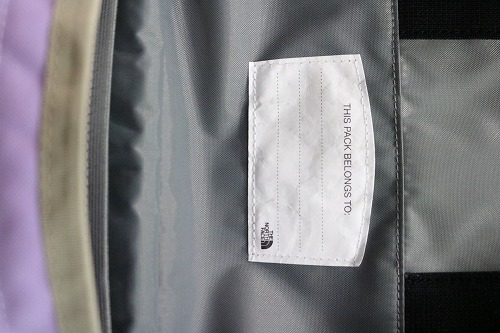 THIS PACK BELONGS TO:
THE
NORTH
FACE